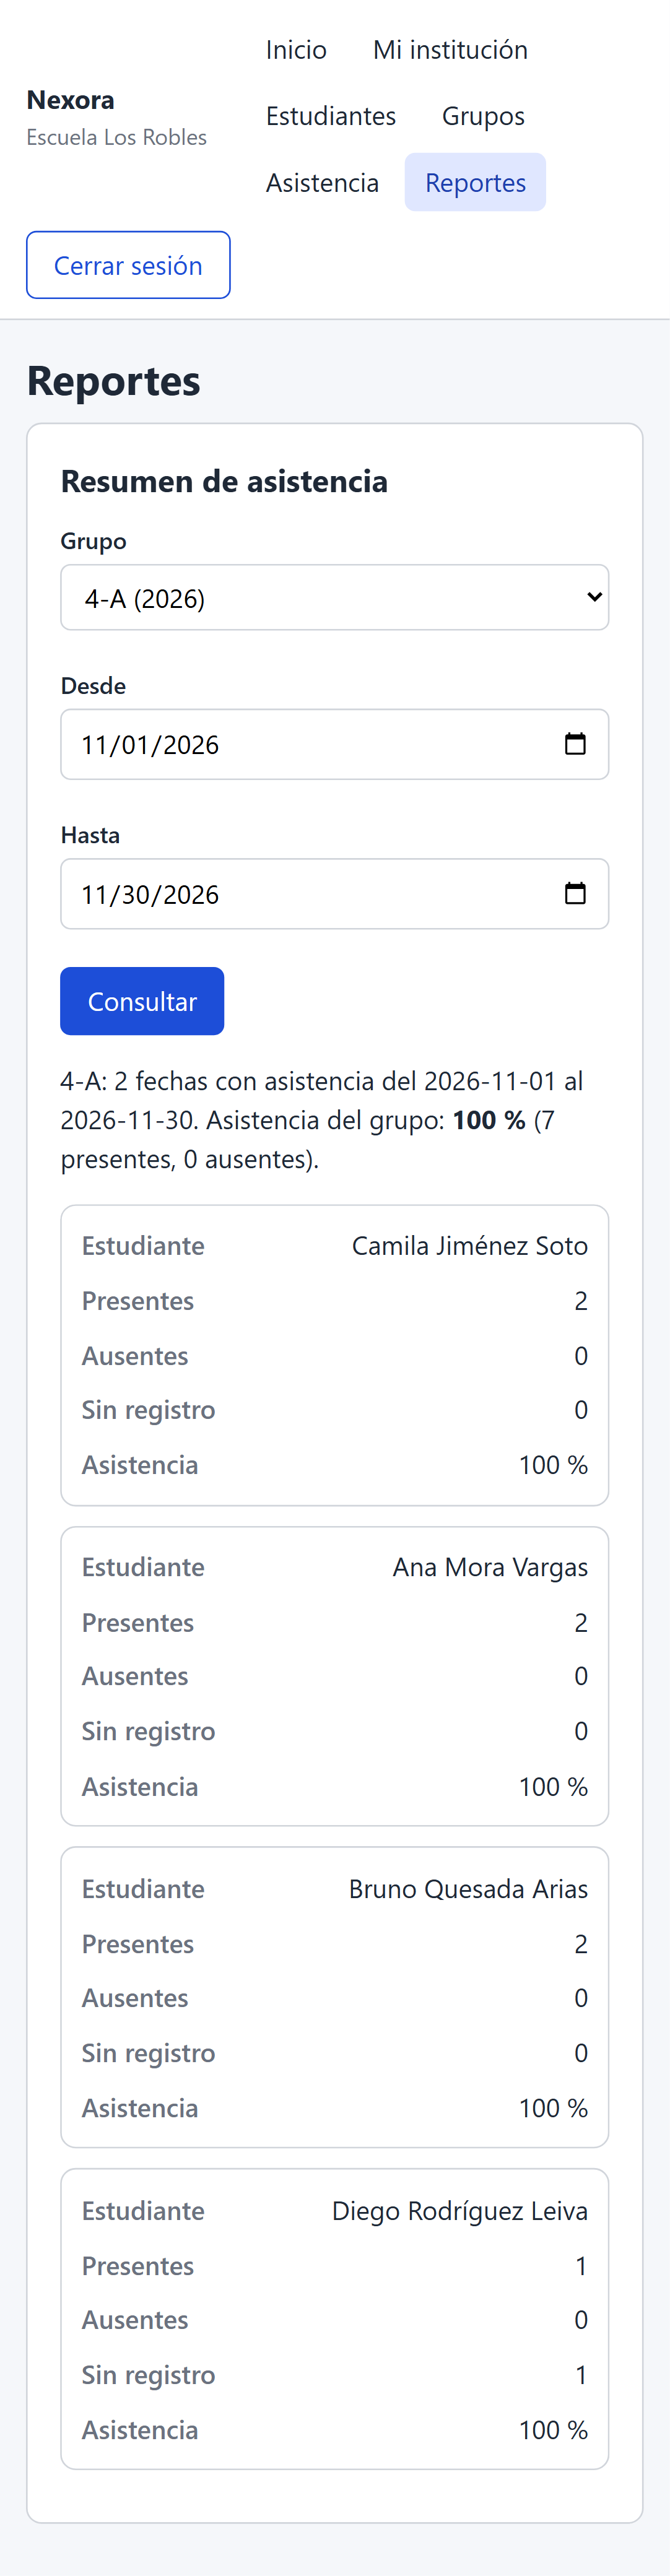 Nexora
Escuela Los Robles
Inicio Mi institución
Estudiantes Grupos
Asistencia Reportes
Cerrar sesión
Reportes
Resumen de asistencia
Grupo
4-A (2026)
Desde
11/01/2026
Hasta
11/30/2026
Consultar
4-A: 2 fechas con asistencia del 2026-11-01 al
2026-11-30. Asistencia del grupo: 100 % (7
presentes, 0 ausentes).
Estudiante Camila Jiménez Soto
Presentes 2
Ausentes 0
Sin registro 0
Asistencia 100 %
Estudiante Ana Mora Vargas
Presentes 2
Ausentes 0
Sin registro 0
Asistencia 100 %
Estudiante Bruno Quesada Arias
Presentes 2
Ausentes 0
Sin registro 0
Asistencia 100 %
Estudiante Diego Rodríguez Leiva
Presentes 1
Ausentes 0
Sin registro 1
Asistencia 100 %